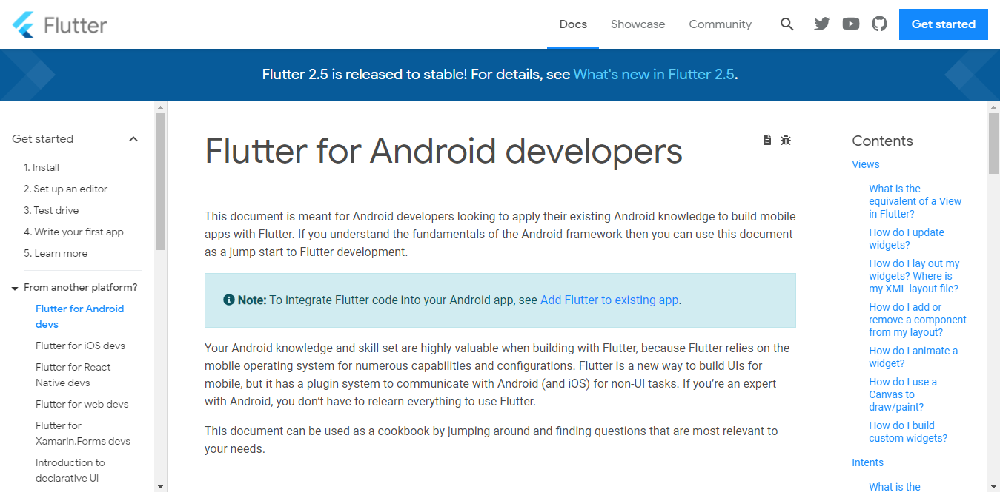 Flutter
Docs
Showcase
Community
Get started
Flutter 2.5 is released to stable! For details, see What's new in Flutter 2.5.
Get started
1. Install
2. Set up an editor
3. Test drive
4. Write your first app
5. Learn more
From another platform?
Flutter for Android
devs
Flutter for iOS devs
Flutter for React
Native devs
Flutter for web devs
Flutter for
Xamarin.Forms devs
Introduction to
declarative UI
Flutter for Android developers
This document is meant for Android developers looking to apply their existing Android knowledge to build mobile
apps with Flutter. If you understand the fundamentals of the Android framework then you can use this document
as a jump start to Flutter development.
Note: To integrate Flutter code into your Android app, see Add Flutter to existing app.
Your Android knowledge and skill set are highly valuable when building with Flutter, because Flutter relies on the
mobile operating system for numerous capabilities and configurations. Flutter is a new way to build UIs for
mobile, but it has a plugin system to communicate with Android (and iOS) for non-UI tasks. If you’re an expert
with Android, you don’t have to relearn everything to use Flutter.
This document can be used as a cookbook by jumping around and finding questions that are most relevant to
your needs.
Contents
Views
What is the
equivalent of a View
in Flutter?
How do I update
widgets?
How do I lay out my
widgets? Where is
my XML layout file?
How do I add or
remove a component
from my layout?
How do I animate a
widget?
How do I use a
Canvas to
draw/paint?
How do I build
custom widgets?
Intents
What is the